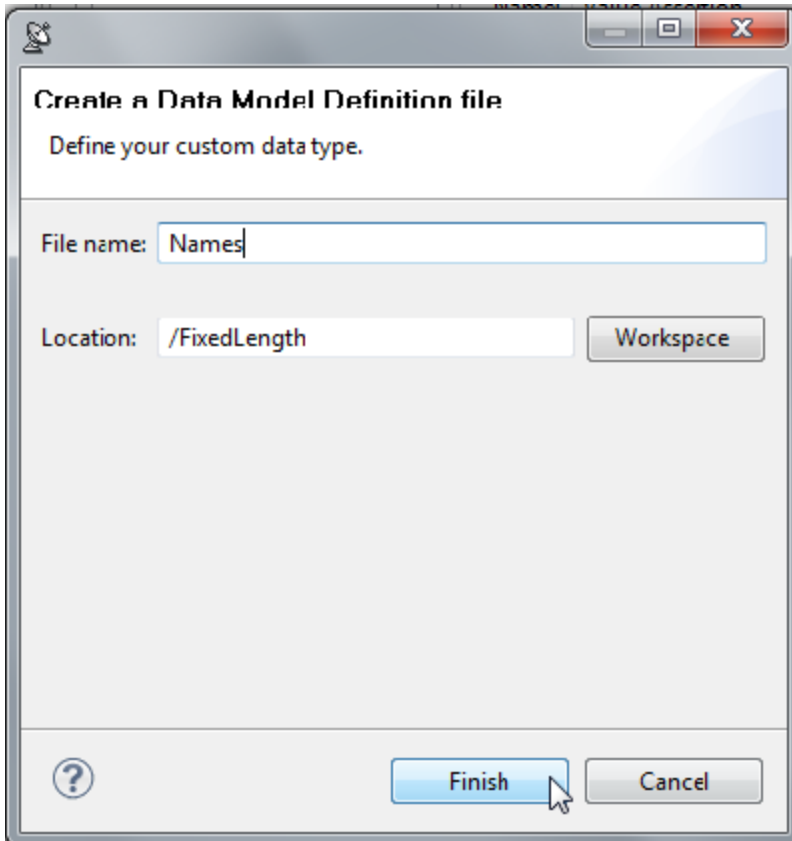 Create a Data Model Definition file
Define your custom data type.
File name: Names
Location: /FixedLength Workspace
? Finish Cancel